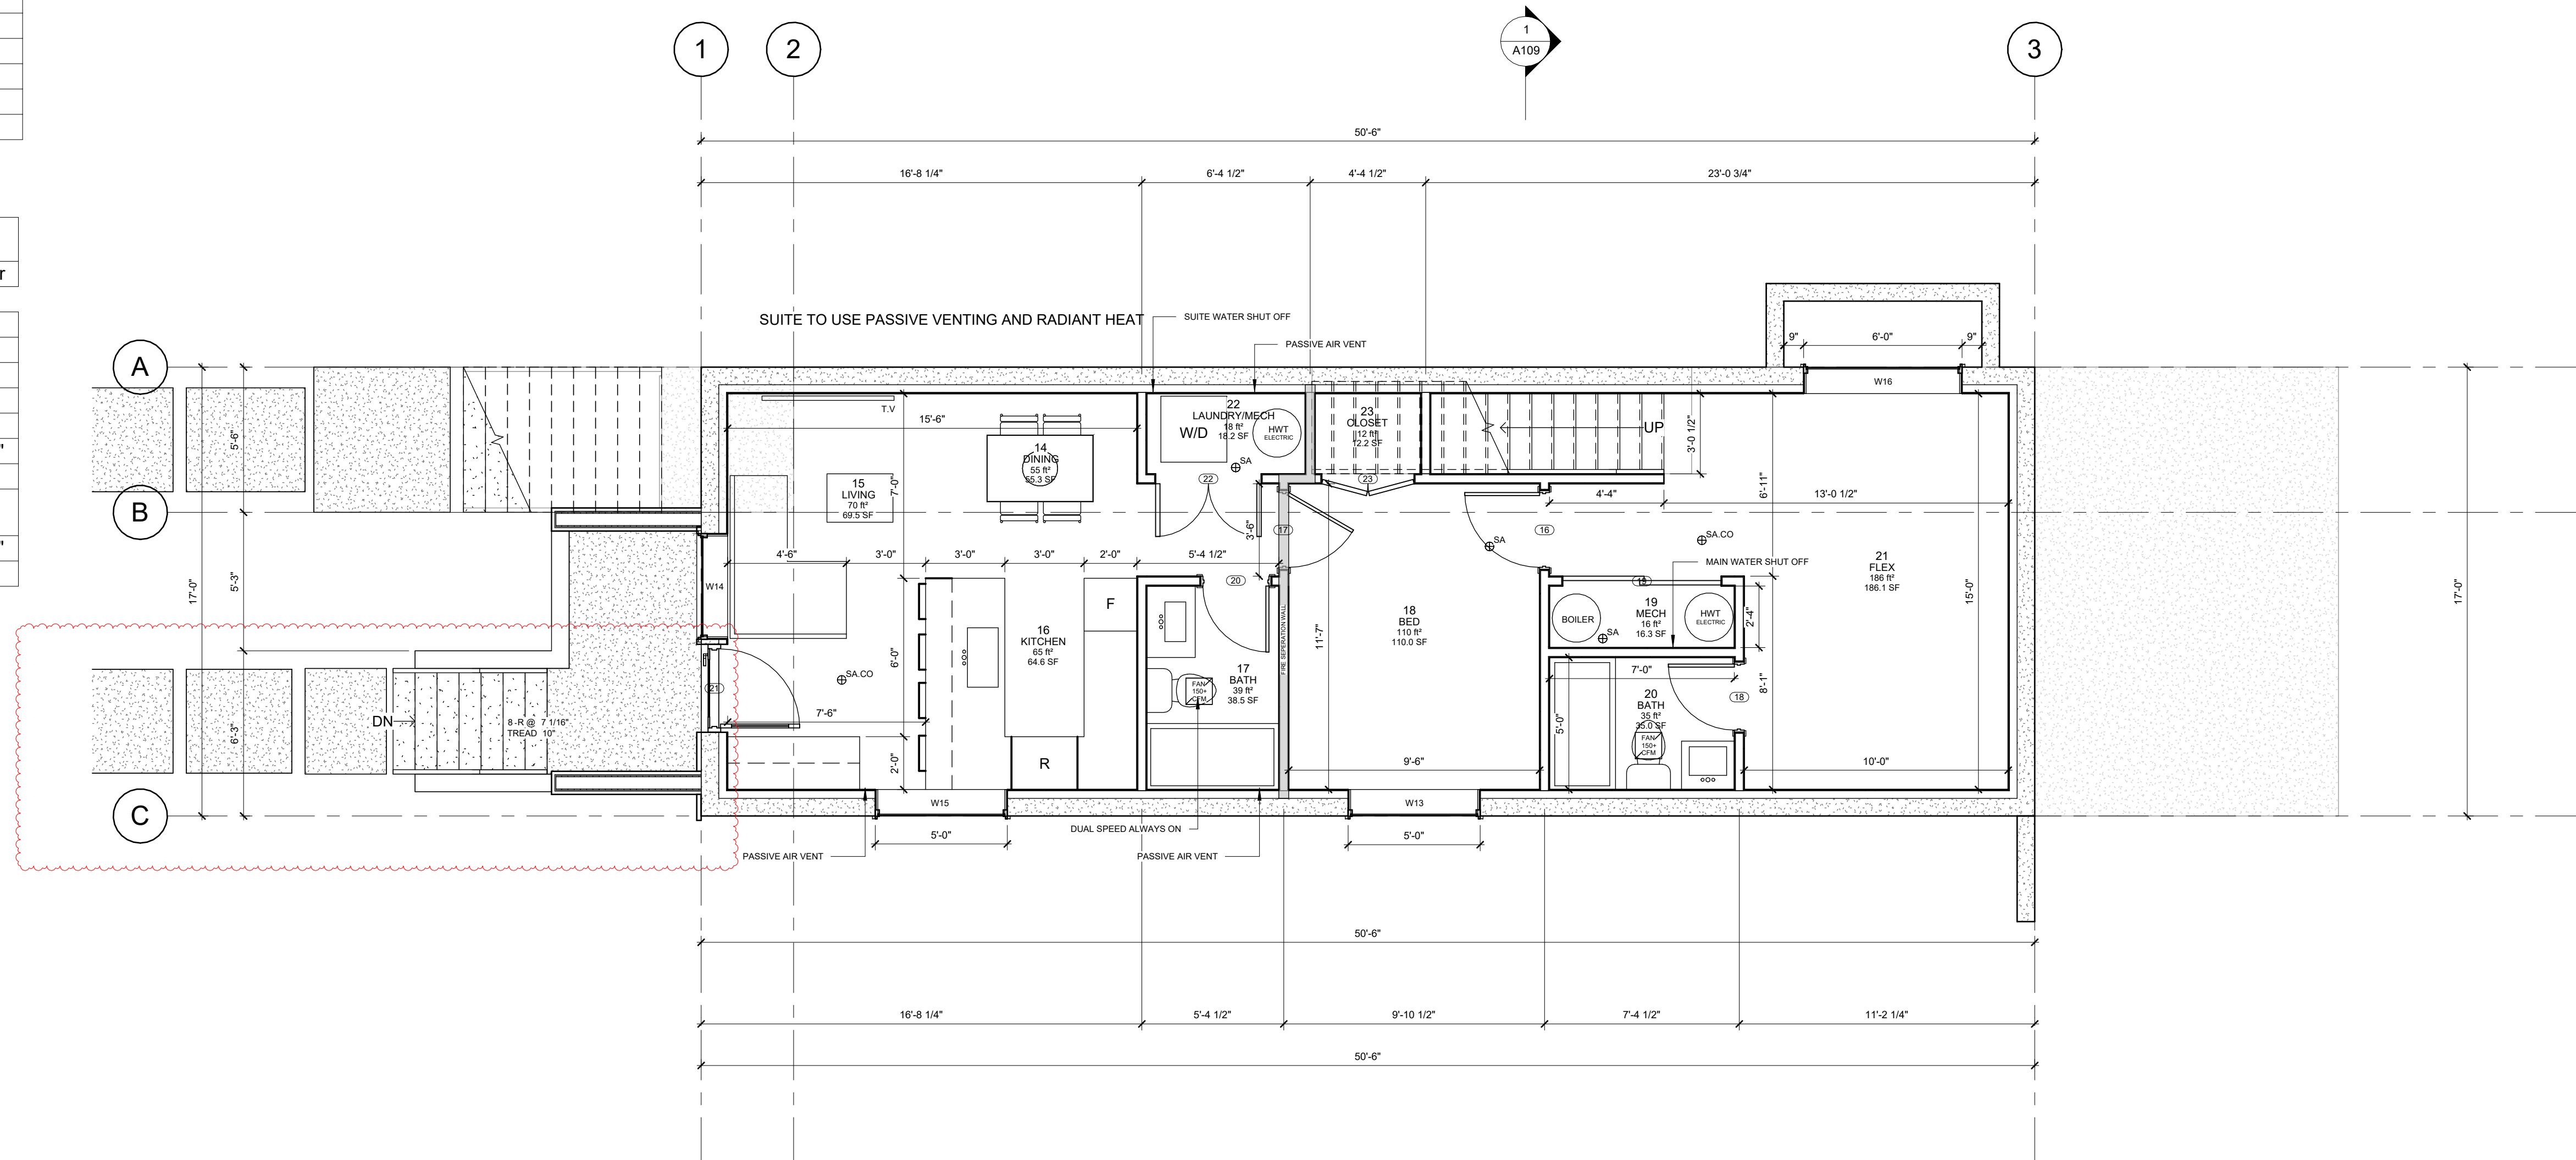 1
2
1
A109
3
50'-6"
16'-8 1/4"
6'-4 1/2"
4'-4 1/2"
23'-0 3/4"
r
SUITE TO USE PASSIVE VENTING AND RADIANT HEAT
SUITE WATER SHUT OFF
PASSIVE AIR VENT
9"
6'-0"
9"
A
W16
T.V
15'-6"
22
LAUNDRY/MECH
18 ft²
18.2 SF
W/D
HWT
ELECTRIC
SA
23
CLOSET
12 ft²
12.2 SF
UP
3'-0 1/2"
5'-6"
"
14
DINING
55 ft²
55.3 SF
15
LIVING
70 ft²
69.5 SF
7'-0"
22
23
6'-11"
4'-4"
13'-0 1/2"
B
3'-6"
17
16
SA
SA.CO
"
4'-6"
3'-0"
3'-0"
3'-0"
2'-0"
5'-4 1/2"
21
FLEX
186 ft²
186.1 SF
MAIN WATER SHUT OFF
17'-0"
5'-3"
W14
20
19
15'-0"
17'-0"
F
BOILER
19
MECH
16 ft²
16.3 SF
HWT
ELECTRIC
SA
2'-4"
16
KITCHEN
65 ft²
64.6 SF
18
BED
110 ft²
110.0 SF
11'-7"
FIRE SEPERATION WALL
6'-0"
SA.CO
21
17
BATH
39 ft²
38.5 SF
FAN
150+
CFM
7'-0"
8'-1"
18
20
BATH
35 ft²
35.0 SF
FAN
150+
CFM
5'-0"
DN
8 -R @ 7 1/16"
TREAD 10"
6'-3"
7'-6"
2'-0"
R
9'-6"
10'-0"
C
W15
W13
DUAL SPEED ALWAYS ON
5'-0"
5'-0"
PASSIVE AIR VENT
PASSIVE AIR VENT
50'-6"
16'-8 1/4"
5'-4 1/2"
9'-10 1/2"
7'-4 1/2"
11'-2 1/4"
50'-6"